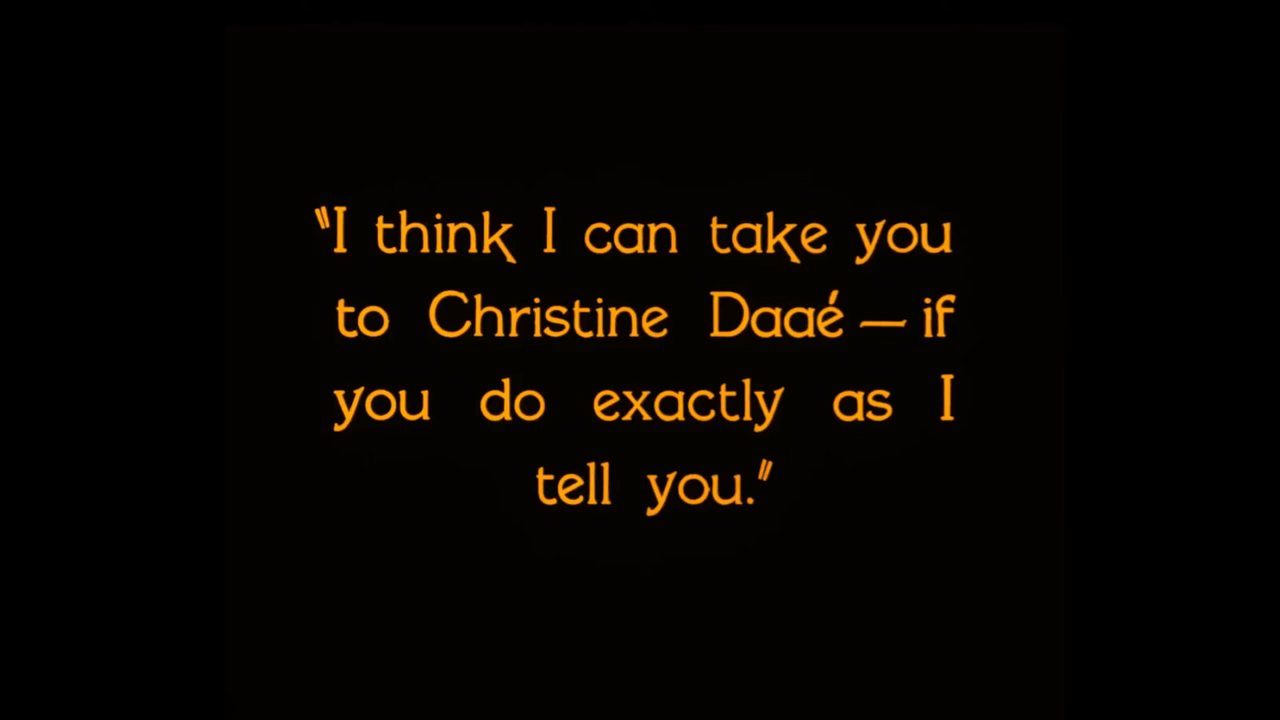 "I think I can take you
to Christine Daaé — if
you do exactly as I
tell you."